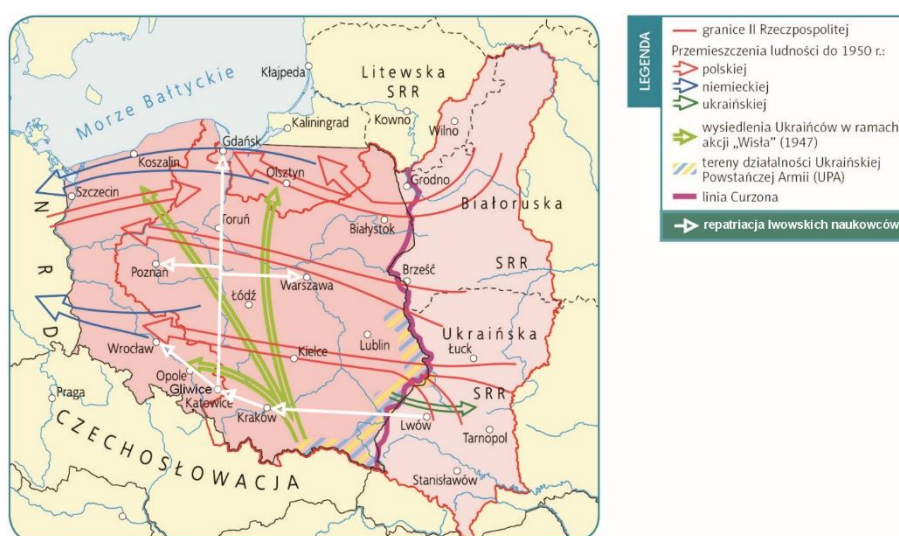 Morze Bałtyckie
Kłajpeda
Litewska
SRR
Kaliningrad
Kowno
Wilno
Gdańsk
Koszalin
Olsztyn
Grodno
Szczecin
Białoruska
Toruń
Białystok
N R D
SRR
Poznań
Warszawa
Brześć
Łódź
Ukraińska
Wrocław
Lublin
Łuck
Kielce
Opole
Gliwice
SRR
Praga
Katowice
Kraków
Lwów
Tarnopol
CZECHOSŁOWACJA
Stanisławów
LEGENDA
granice II Rzeczpospolitej
Przemieszczenia ludności do 1950 r.:
polskiej
niemieckiej
ukraińskiej
wysiedlenia Ukraińców w ramach
akcji „Wisła” (1947)
tereny działalności Ukraińskiej
Powstańczej Armii (UPA)
linia Curzona
repatriacja lwowskich naukowców